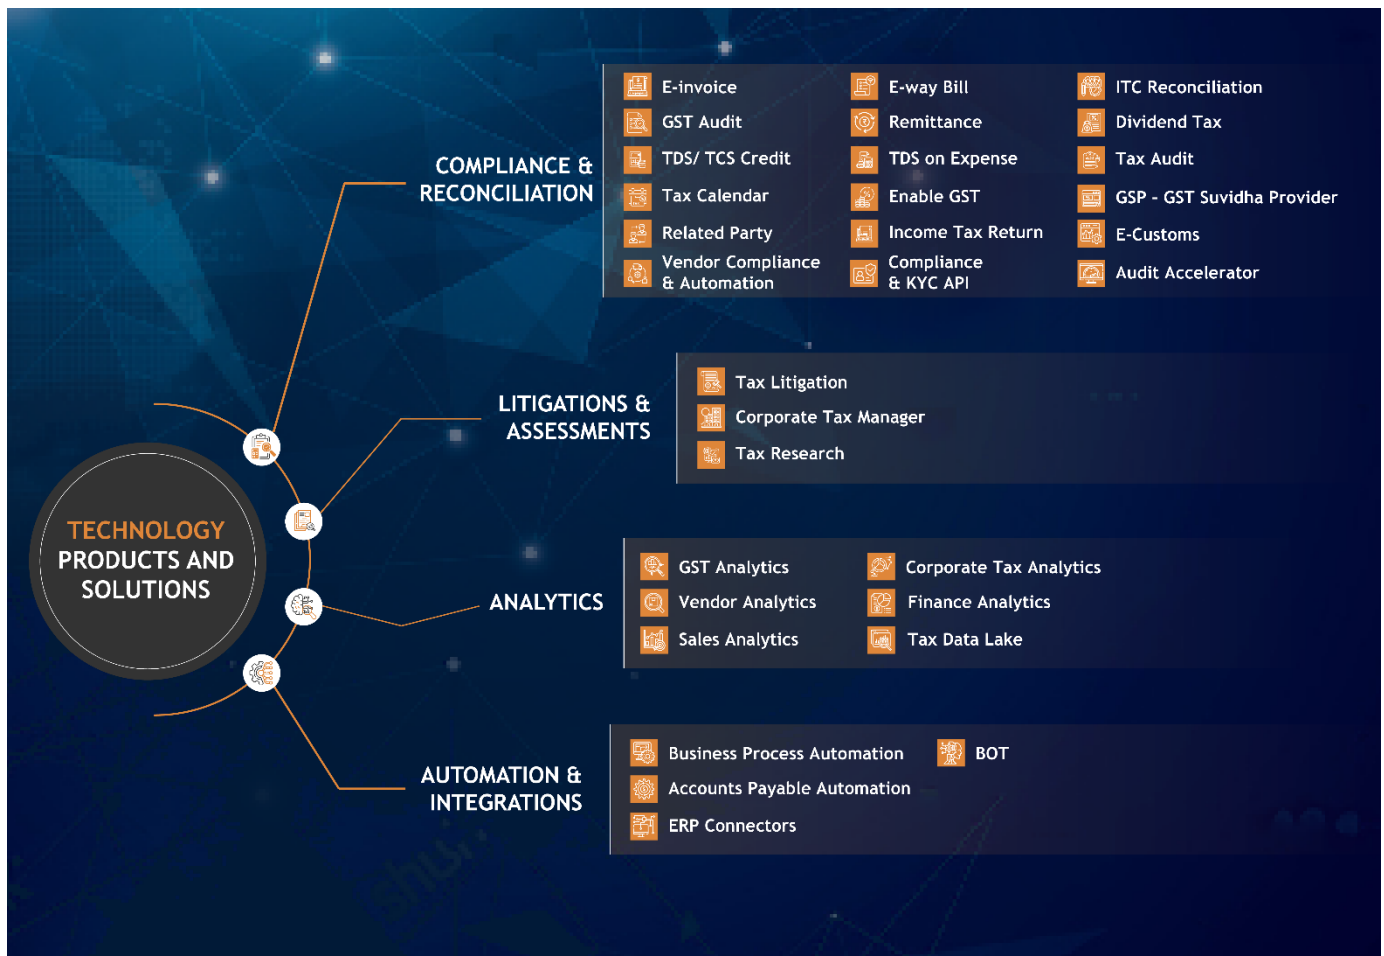 TECHNOLOGY
PRODUCTS AND
SOLUTIONS
COMPLIANCE &
RECONCILIATION
E-invoice
E-way Bill
ITC Reconciliation
GST Audit
Remittance
Dividend Tax
TDS/ TCS Credit
TDS on Expense
Tax Audit
Tax Calendar
Enable GST
GSP - GST Suvidha Provider
Related Party
Income Tax Return
E-Customs
Vendor Compliance
& Automation
Compliance
& KYC API
Audit Accelerator
LITIGATIONS &
ASSESSMENTS
Tax Litigation
Corporate Tax Manager
Tax Research
ANALYTICS
GST Analytics
Corporate Tax Analytics
Vendor Analytics
Finance Analytics
Sales Analytics
Tax Data Lake
AUTOMATION &
INTEGRATIONS
Business Process Automation
BOT
Accounts Payable Automation
ERP Connectors